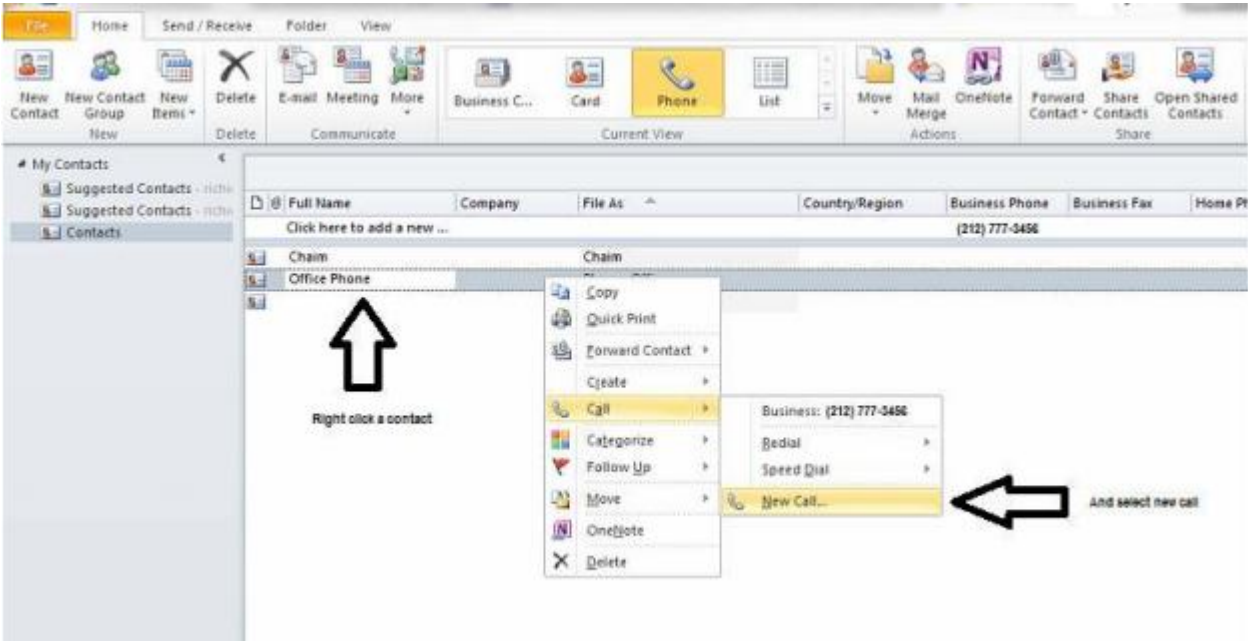 File Home Send / Receive Folder View
New Contact
New Contact Group
New Items
Delete
E-mail Meeting More
Business C... Card Phone List
Move
Mail Merge
OneNote
Forward Contact
Share Contacts
Open Shared Contacts
New Delete Communicate Current View Actions Share
My Contacts
Suggested Contacts
Suggested Contacts
Contacts
Full Name Company File As Country/Region Business Phone Business Fax Home Ph
Click here to add a new ... (212) 777-3456
Chaim Chaim
Office Phone
Copy
Quick Print
Forward Contact
Create
Call
Categorize
Follow Up
Move
OneNote
Delete
Business: (212) 777-3456
Redial
Speed Dial
New Call...
Right click a contact
And select new call